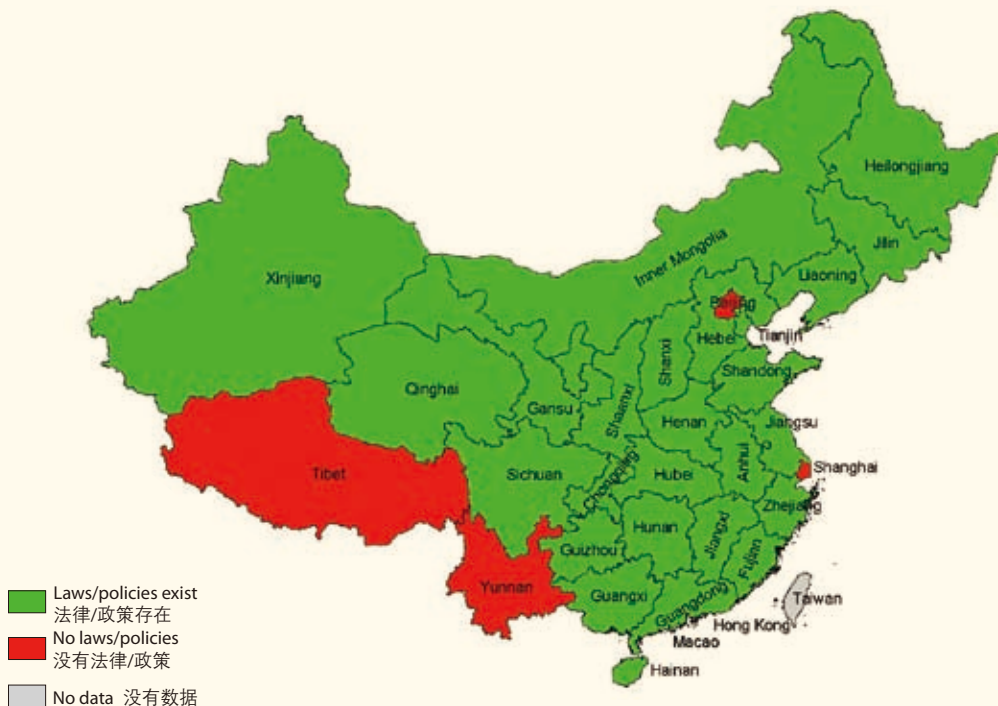 Heilongjiang
Jilin
Inner Mongolia
Liaoning
Xinjiang
Beijing
Tianjin
Hebei
Shanxi
Shandong
Qinghai
Gansu
Shaanxi
Henan
Jiangsu
Tibet
Sichuan
Chongqing
Hubei
Anhui
Shanghai
Zhejiang
Hunan
Jiangxi
Guizhou
Fujian
Yunnan
Guangxi
Guangdong
Taiwan
Hong Kong
Macao
Hainan
Laws/policies exist
法律/政策存在
No laws/policies
没有法律/政策
No data 没有数据